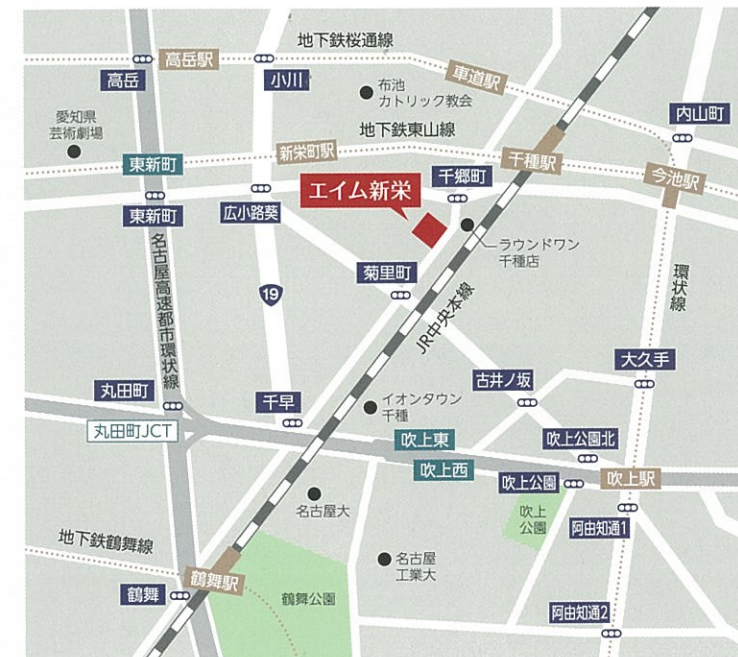 地下鉄桜通線
高岳駅
高岳
小川
車道駅
布池
カトリック教会
内山町
愛知県
芸術劇場
地下鉄東山線
新栄町駅
千種駅
東新町
千郷町
今池駅
エイム新栄
東新町
広小路葵
ラウンドワン
千種店
菊里町
名古屋高速都市環状線
19
JR中央本線
環状線
大久手
古井ノ坂
丸田町
千早
イオンタウン
千種
丸田町JCT
吹上東
吹上公園北
吹上西
吹上公園
吹上駅
名古屋大
吹上
公園
阿由知通1
地下鉄鶴舞線
名古屋
工業大
鶴舞駅
鶴舞
鶴舞公園
阿由知通2